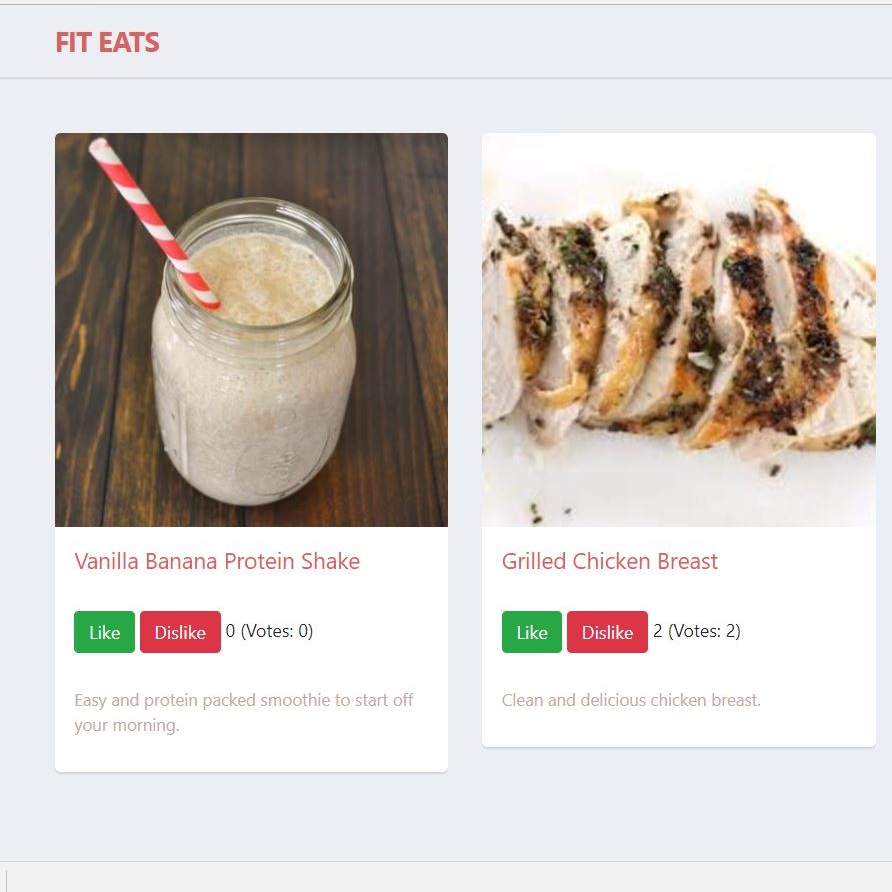 FIT EATS
Vanilla Banana Protein Shake
Like Dislike 0 (Votes: 0)
Easy and protein packed smoothie to start off
your morning.
Grilled Chicken Breast
Like Dislike 2 (Votes: 2)
Clean and delicious chicken breast.